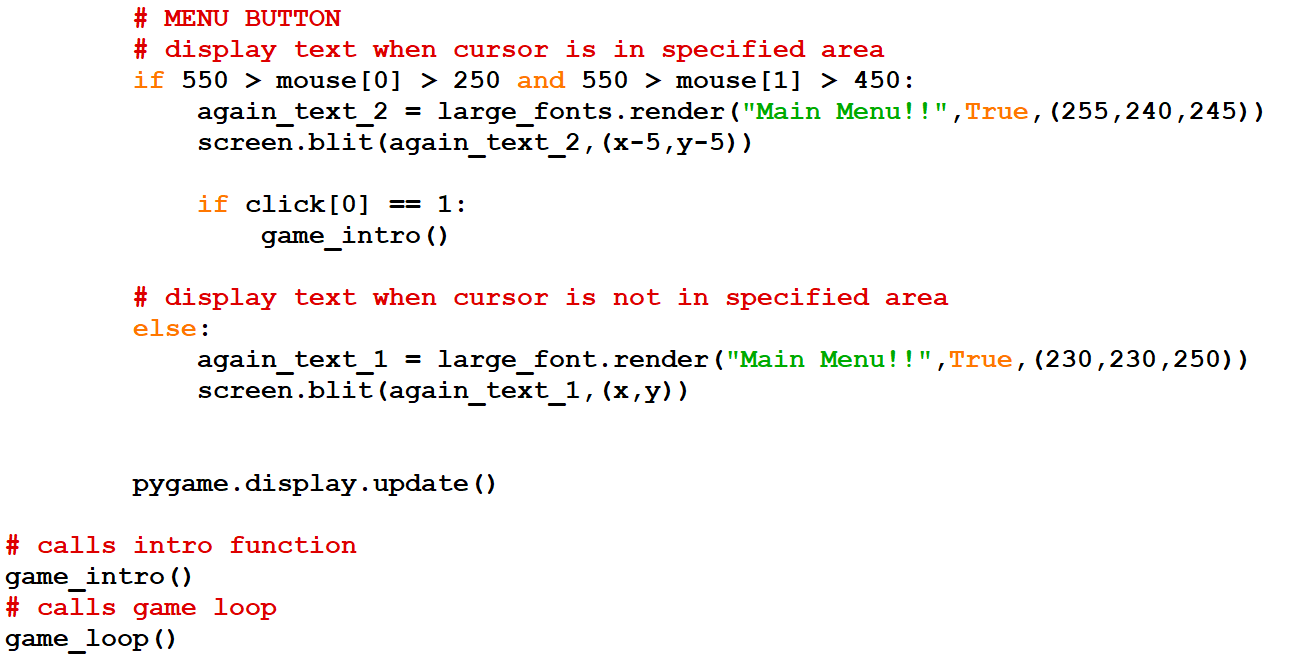 # MENU BUTTON
# display text when cursor is in specified area
if 550 > mouse[0] > 250 and 550 > mouse[1] > 450:
again_text_2 = large_fonts.render("Main Menu!!",True,(255,240,245))
screen.blit(again_text_2,(x-5,y-5))
if click[0] == 1:
game_intro()
# display text when cursor is not in specified area
else:
again_text_1 = large_font.render("Main Menu!!",True,(230,230,250))
screen.blit(again_text_1,(x,y))
pygame.display.update()
# calls intro function
game_intro()
# calls game loop
game_loop()